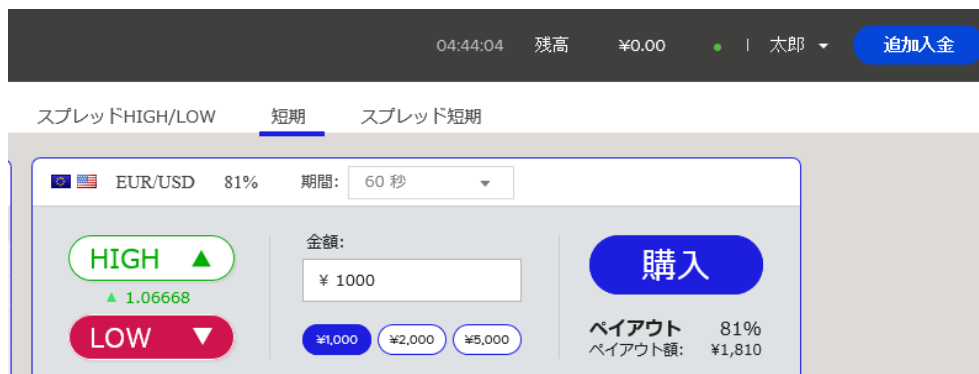 04:44:04 残高 ¥0.00 太郎 追加入金
スプレッドHIGH/LOW 短期 スプレッド短期
EUR/USD 81% 期間: 60 秒
HIGH ▲
▲ 1.06668
LOW ▼
金額:
¥ 1000
¥1,000 ¥2,000 ¥5,000
購入
ペイアウト 81%
ペイアウト額: ¥1,810